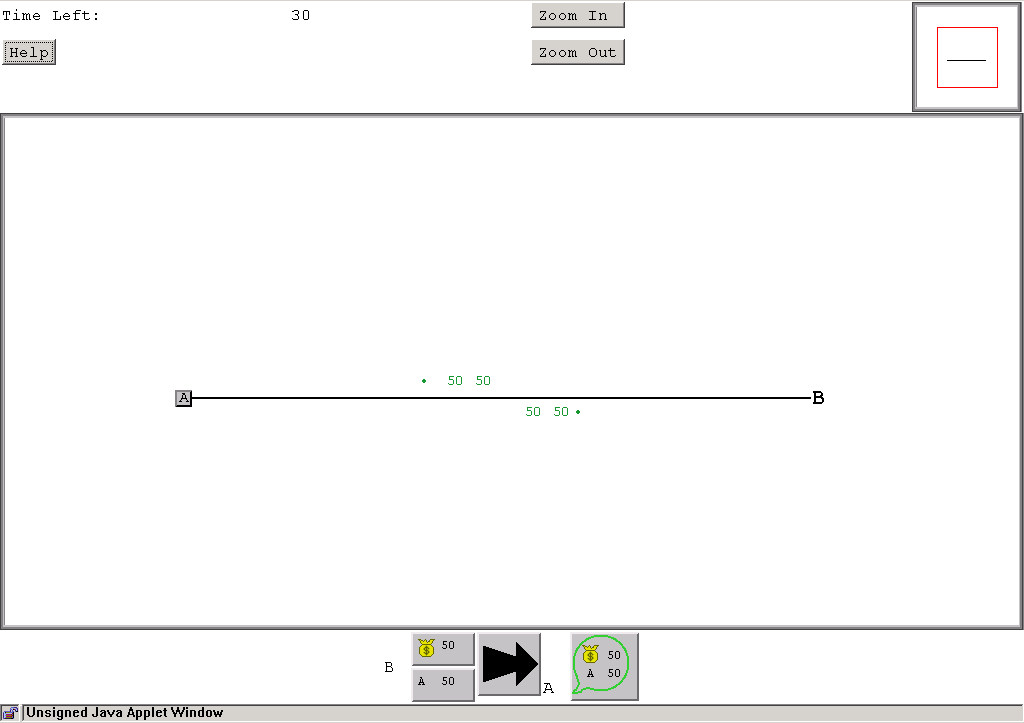 Time Left: 30 Zoom In
Help Zoom Out
• 50 50
A B
50 50 •
$ 50 $ 50
B A 50 A A 50
Unsigned Java Applet Window